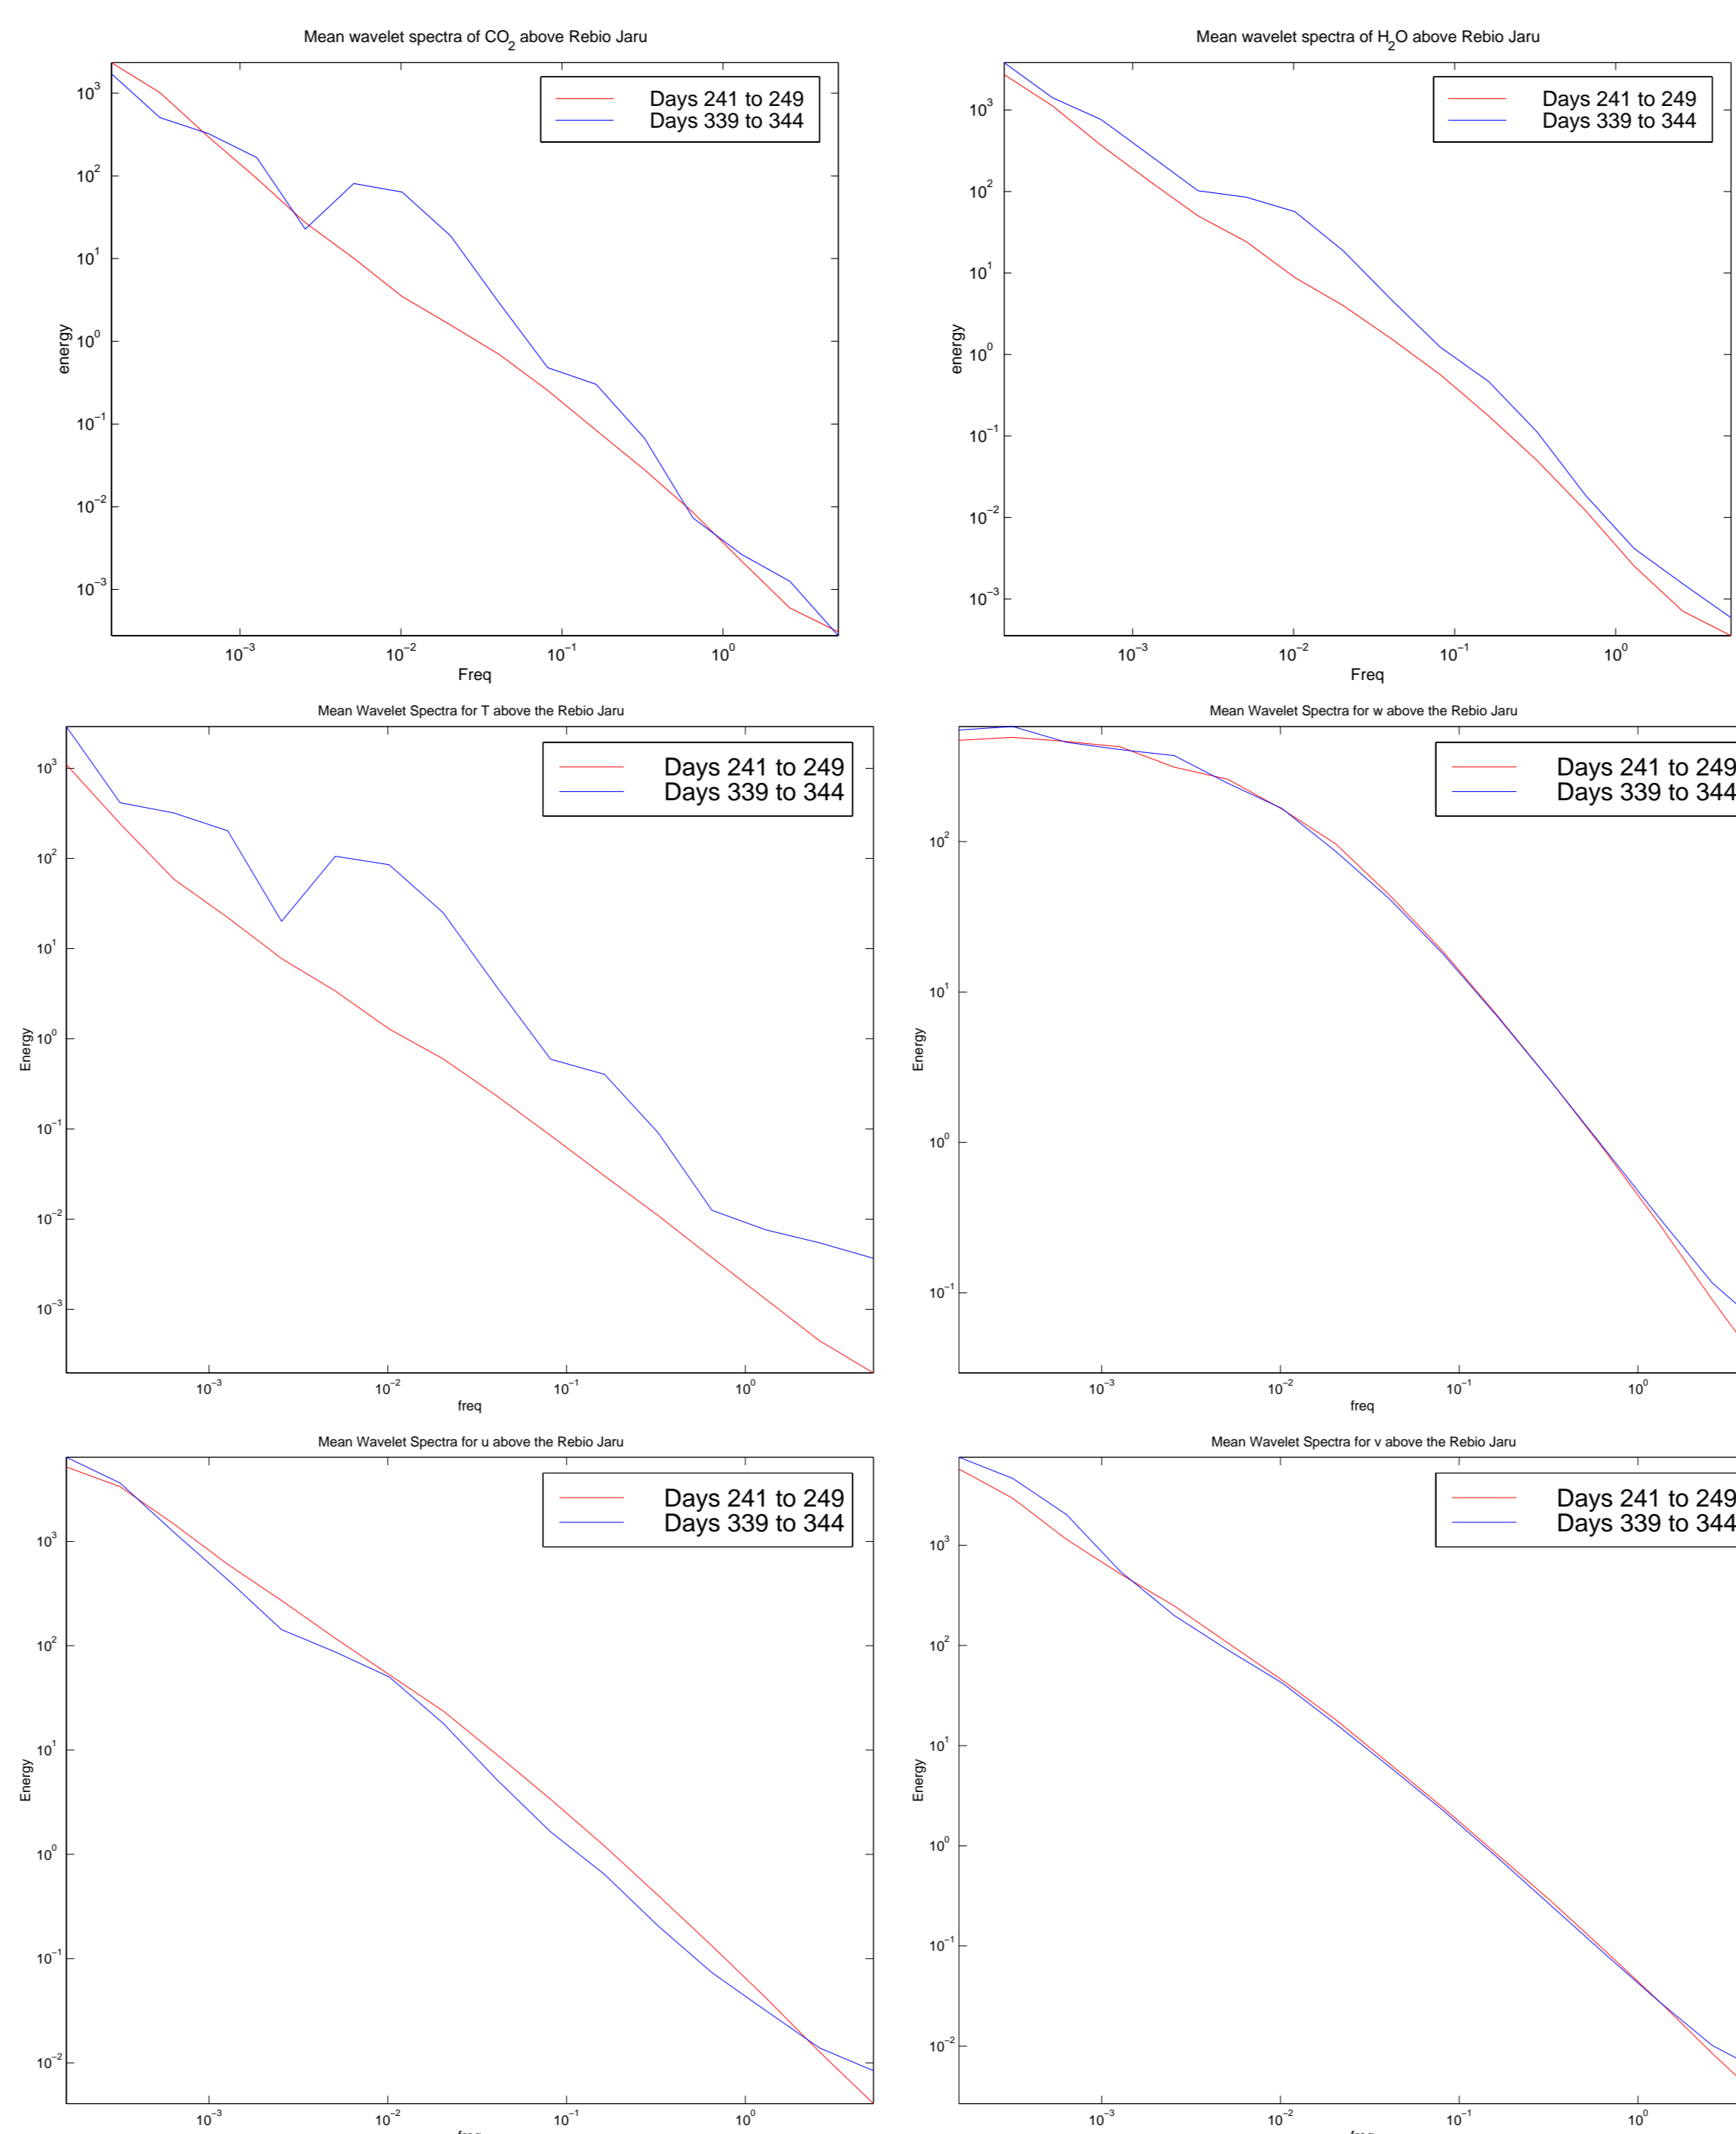 Mean wavelet spectra of CO2 above Rebio Jaru
Days 241 to 249
Days 339 to 344
10^3
10^2
10^1
10^0
10^−1
10^−2
10^−3
energy
10^−3 10^−2 10^−1 10^0
Freq
Mean wavelet spectra of H2O above Rebio Jaru
Days 241 to 249
Days 339 to 344
10^3
10^2
10^1
10^0
10^−1
10^−2
10^−3
energy
10^−3 10^−2 10^−1 10^0
Freq
Mean Wavelet Spectra for T above the Rebio Jaru
Days 241 to 249
Days 339 to 344
10^3
10^2
10^1
10^0
10^−1
10^−2
10^−3
Energy
10^−3 10^−2 10^−1 10^0
freq
Mean Wavelet Spectra for w above the Rebio Jaru
Days 241 to 249
Days 339 to 344
10^2
10^1
10^0
10^−1
Energy
10^−3 10^−2 10^−1 10^0
freq
Mean Wavelet Spectra for u above the Rebio Jaru
Days 241 to 249
Days 339 to 344
10^3
10^2
10^1
10^0
10^−1
10^−2
Energy
10^−3 10^−2 10^−1 10^0
Mean Wavelet Spectra for v above the Rebio Jaru
Days 241 to 249
Days 339 to 344
10^3
10^2
10^1
10^0
10^−1
10^−2
Energy
10^−3 10^−2 10^−1 10^0